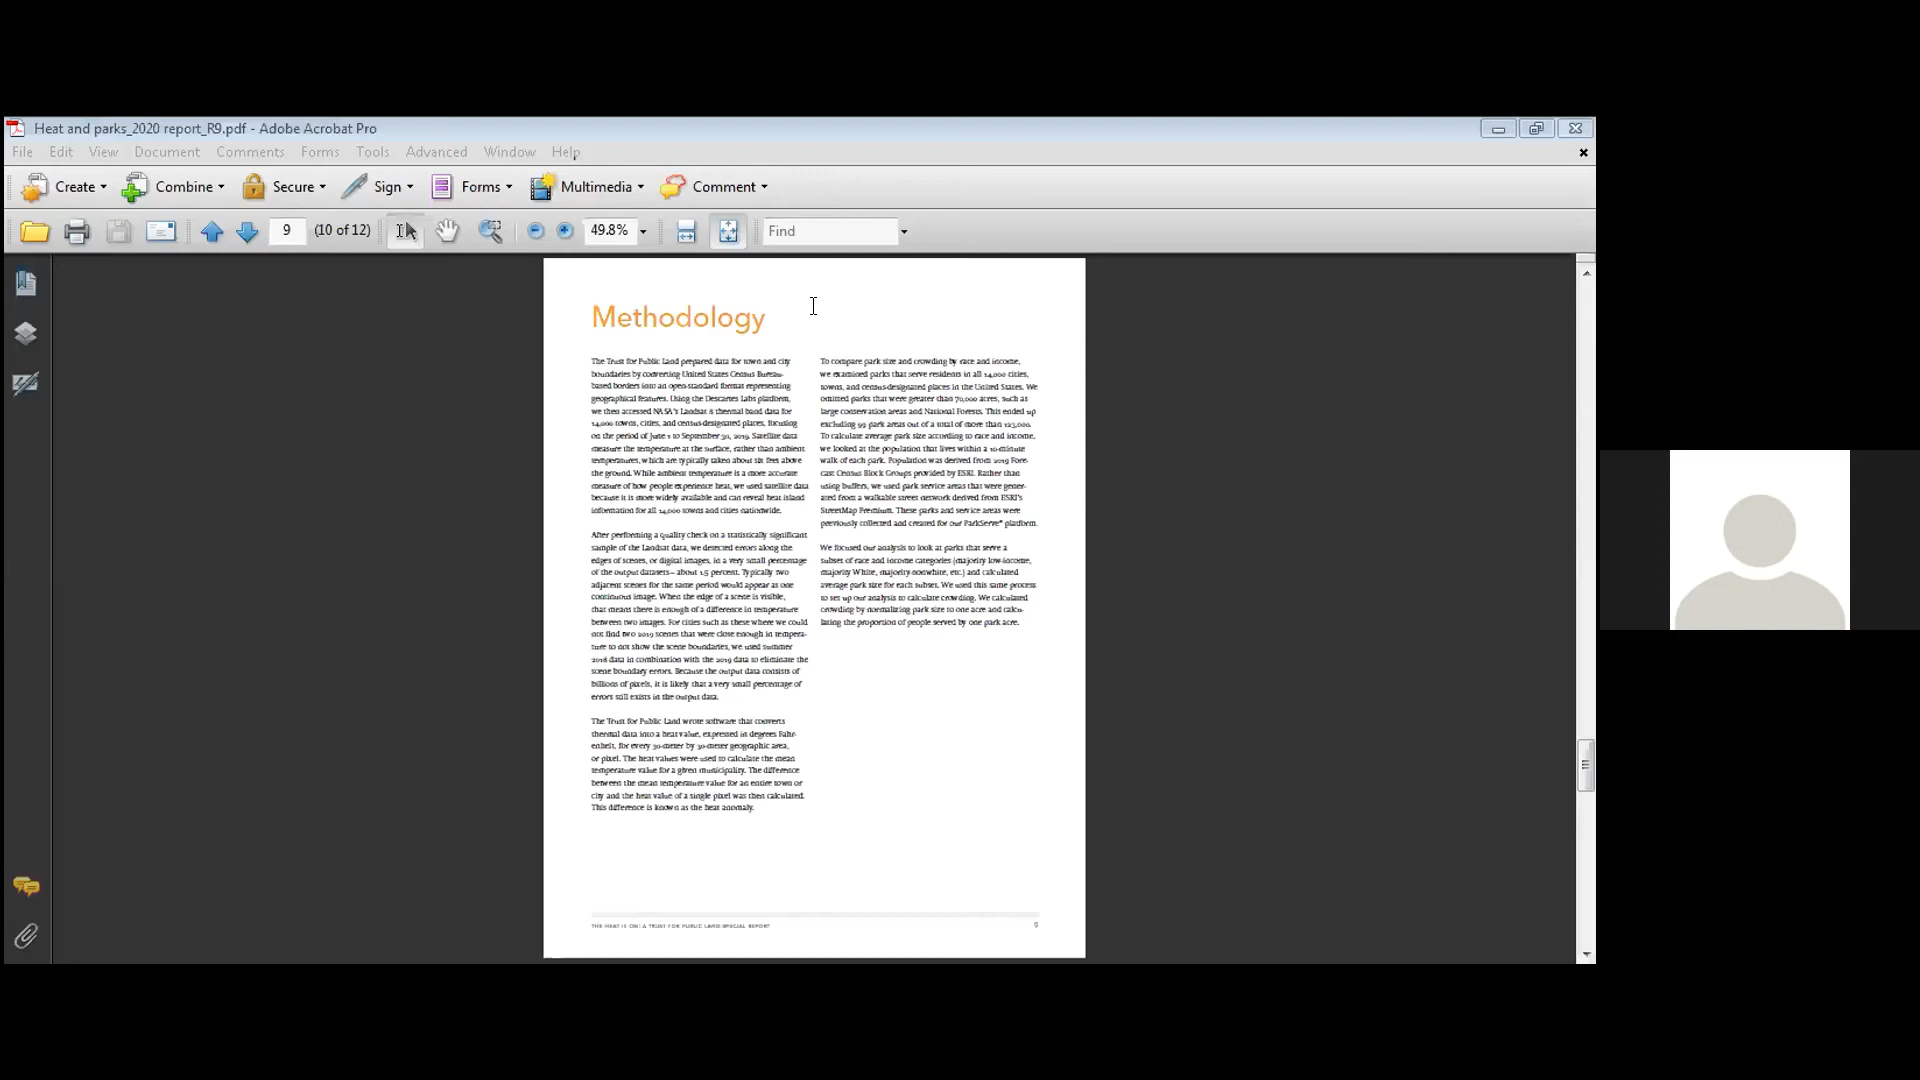 Heat and parks_2020 report_R9.pdf - Adobe Acrobat Pro
File Edit View Document Comments Forms Tools Advanced Window Help
Create Combine Secure Sign Forms Multimedia Comment
9 (10 of 12) 49.8% Find
Methodology
The Trust for Public Land prepared data for town and city
boundaries by converting United States Census Bureau-
based borders into an open-standard format representing
geographical features. Using the Descartes Labs platform,
we then accessed NASA's Landsat 8 thermal band data for
14,000 towns, cities, and census-designated places, focusing
on the period of June 1 to September 30, 2019. Satellite data
measure the temperature at the surface, rather than ambient
temperatures, which are typically taken about six feet above
the ground. While ambient temperature is a more accurate
measure of how people experience heat, we used satellite data
because it is more widely available and can reveal heat island
information for all 14,000 towns and cities nationwide.
After performing a quality check on a statistically significant
sample of the Landsat data, we detected errors along the
edges of scenes, or digital images, in a very small percentage
of the output datasets—about 1.5 percent. Typically two
adjacent scenes for the same period would appear as one
continuous image. When the edge of a scene is visible,
that means there is enough of a difference in temperature
between two images. For cities such as these where we could
not find two 2019 scenes that were close enough in tempera-
ture to not show the scene boundaries, we used summer
2018 data in combination with the 2019 data to eliminate the
scene boundary errors. Because the output data consists of
billions of pixels, it is likely that a very small percentage of
errors still exists in the output data.
The Trust for Public Land wrote software that converts
thermal data into a heat value, expressed in degrees Fahr-
enheit, for every 30-meter by 30-meter geographic area,
or pixel. The heat values were used to calculate the mean
temperature value for a given municipality. The difference
between the mean temperature value for an entire town or
city and the heat value of a single pixel was then calculated.
This difference is known as the heat anomaly.
To compare park size and crowding by race and income,
we examined parks that serve residents in all 14,000 cities,
towns, and census-designated places in the United States. We
omitted parks that were greater than 70,000 acres, such as
large conservation areas and National Forests. This ended up
excluding 99 park areas out of a total of more than 123,000.
To calculate average park size according to race and income,
we looked at the population that lives within a 10-minute
walk of each park. Population was derived from 2019 Fore-
cast Census Block Groups provided by ESRI. Rather than
using buffers, we used park service areas that were gener-
ated from a walkable street network derived from ESRI's
StreetMap Premium. These parks and service areas were
previously collected and created for our ParkServe® platform.
We focused our analysis to look at parks that serve a
subset of race and income categories (majority low-income,
majority White, majority nonwhite, etc.) and calculated
average park size for each subset. We used this same process
to set up our analysis to calculate crowding. We calculated
crowding by normalizing park size to one acre and calcu-
lating the proportion of people served by one park acre.
THE HEAT IS ON: A TRUST FOR PUBLIC LAND SPECIAL REPORT 9